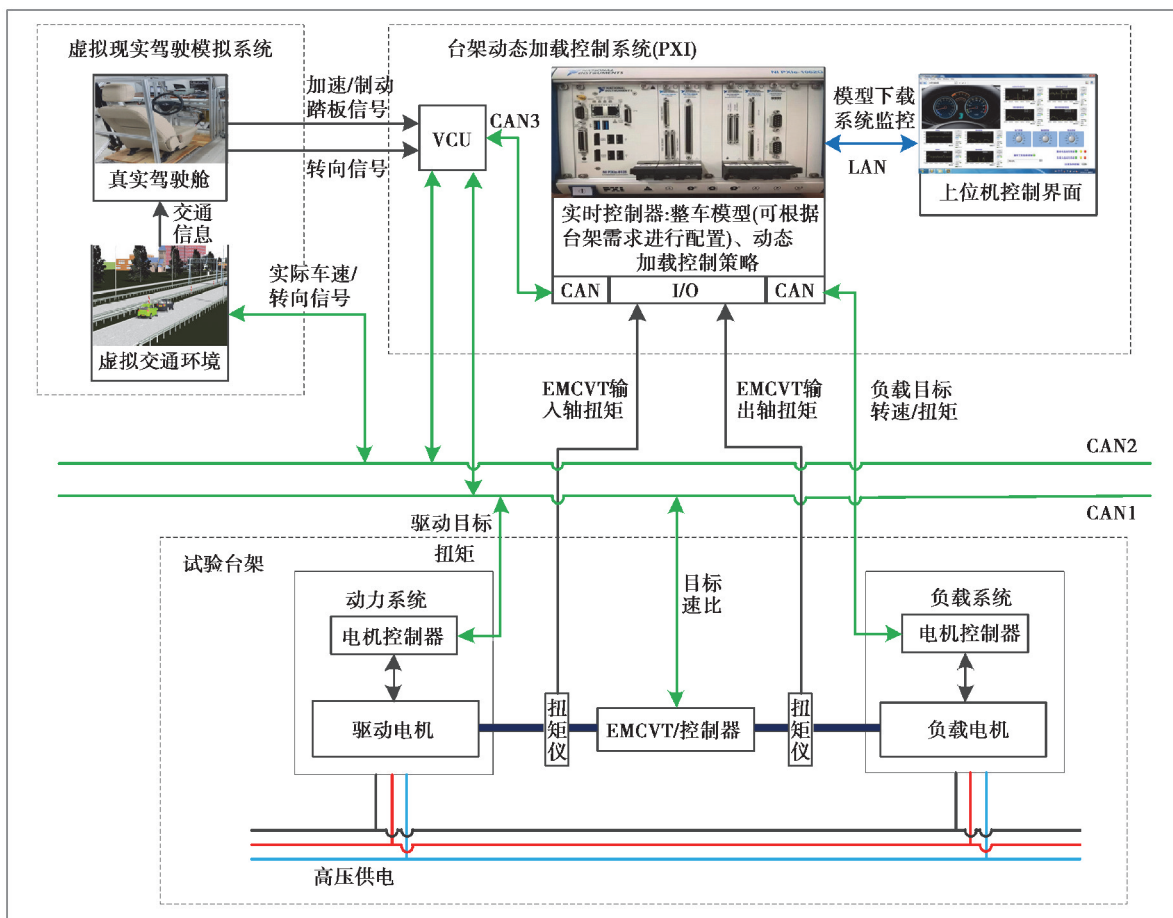 虚拟现实驾驶模拟系统
真实驾驶舱
交通
信息
虚拟交通环境
加速/制动
踏板信号
转向信号
实际车速/
转向信号
VCU
CAN3
台架动态加载控制系统(PXI)
PXI
实时控制器:整车模型(可根据
台架需求进行配置)、动态
加载控制策略
CAN
I/O
CAN
模型下载
系统监控
LAN
上位机控制界面
EMCVT输
入轴扭矩
EMCVT输
出轴扭矩
负载目标
转速/扭矩
CAN2
CAN1
驱动目标
扭矩
目标
速比
试验台架
动力系统
电机控制器
驱动电机
扭矩仪
EMCVT/控制器
扭矩仪
负载系统
电机控制器
负载电机
高压供电